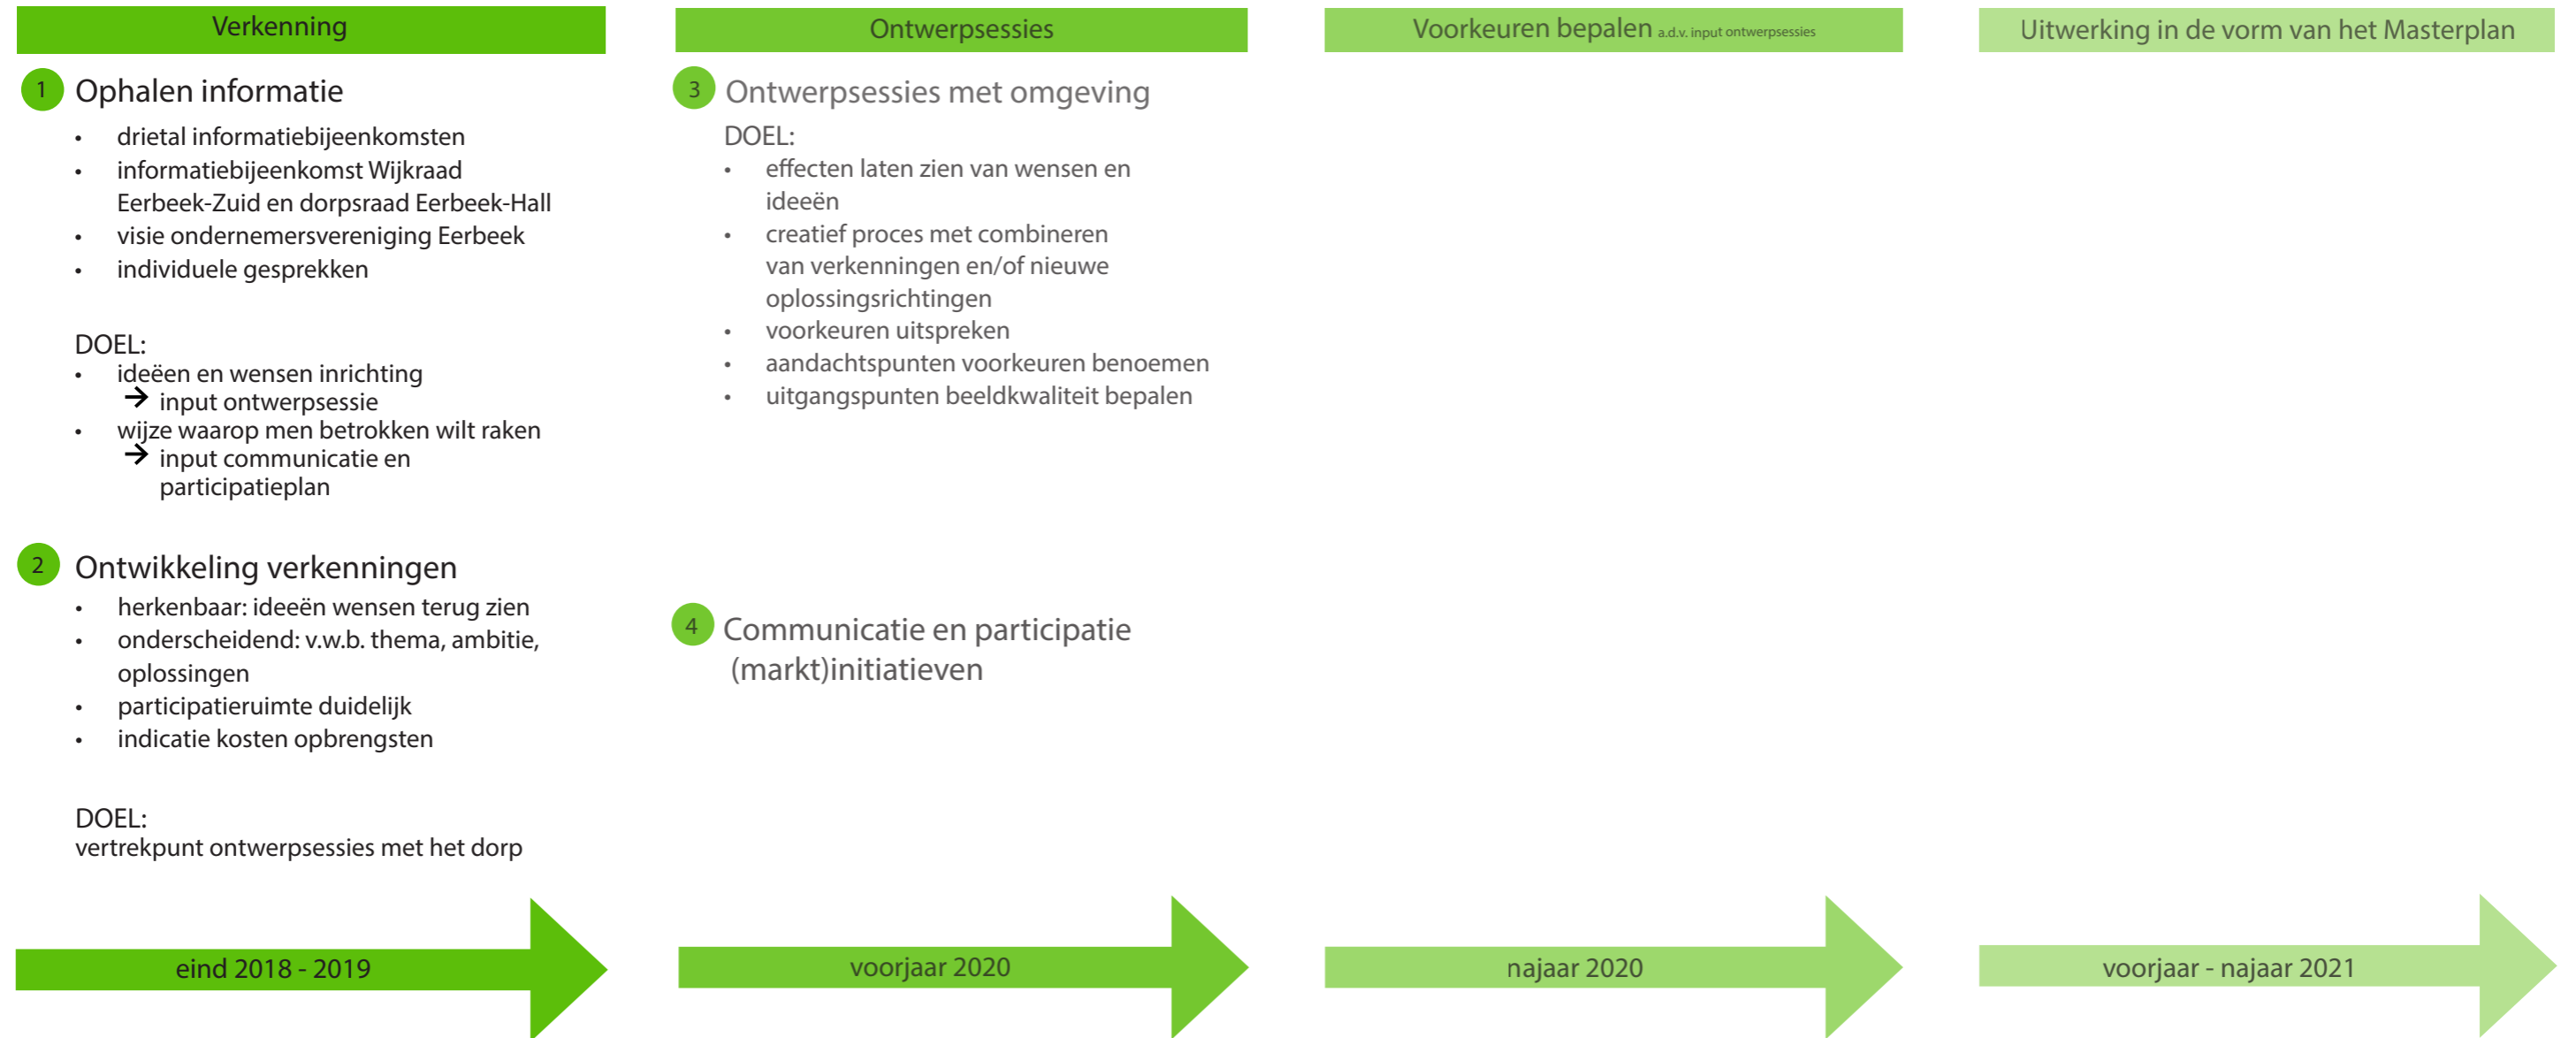 Verkenning
1 Ophalen informatie
• drietal informatiebijeenkomsten
• informatiebijeenkomst Wijkraad
Eerbeek-Zuid en dorpsraad Eerbeek-Hall
• visie ondernemersvereniging Eerbeek
• individuele gesprekken
DOEL:
• ideëen en wensen inrichting
→ input ontwerpsessie
• wijze waarop men betrokken wilt raken
→ input communicatie en
participatieplan
2 Ontwikkeling verkenningen
• herkenbaar: ideeën wensen terug zien
• onderscheidend: v.w.b. thema, ambitie,
oplossingen
• participatieruimte duidelijk
• indicatie kosten opbrengsten
DOEL:
vertrekpunt ontwerpsessies met het dorp
eind 2018 - 2019
Ontwerpsessies
3 Ontwerpsessies met omgeving
DOEL:
• effecten laten zien van wensen en
ideeën
• creatief proces met combineren
van verkenningen en/of nieuwe
oplossingsrichtingen
• voorkeuren uitspreken
• aandachtspunten voorkeuren benoemen
• uitgangspunten beeldkwaliteit bepalen
4 Communicatie en participatie
(markt)initiatieven
voorjaar 2020
Voorkeuren bepalen a.d.v. input ontwerpsessies
najaar 2020
Uitwerking in de vorm van het Masterplan
voorjaar - najaar 2021